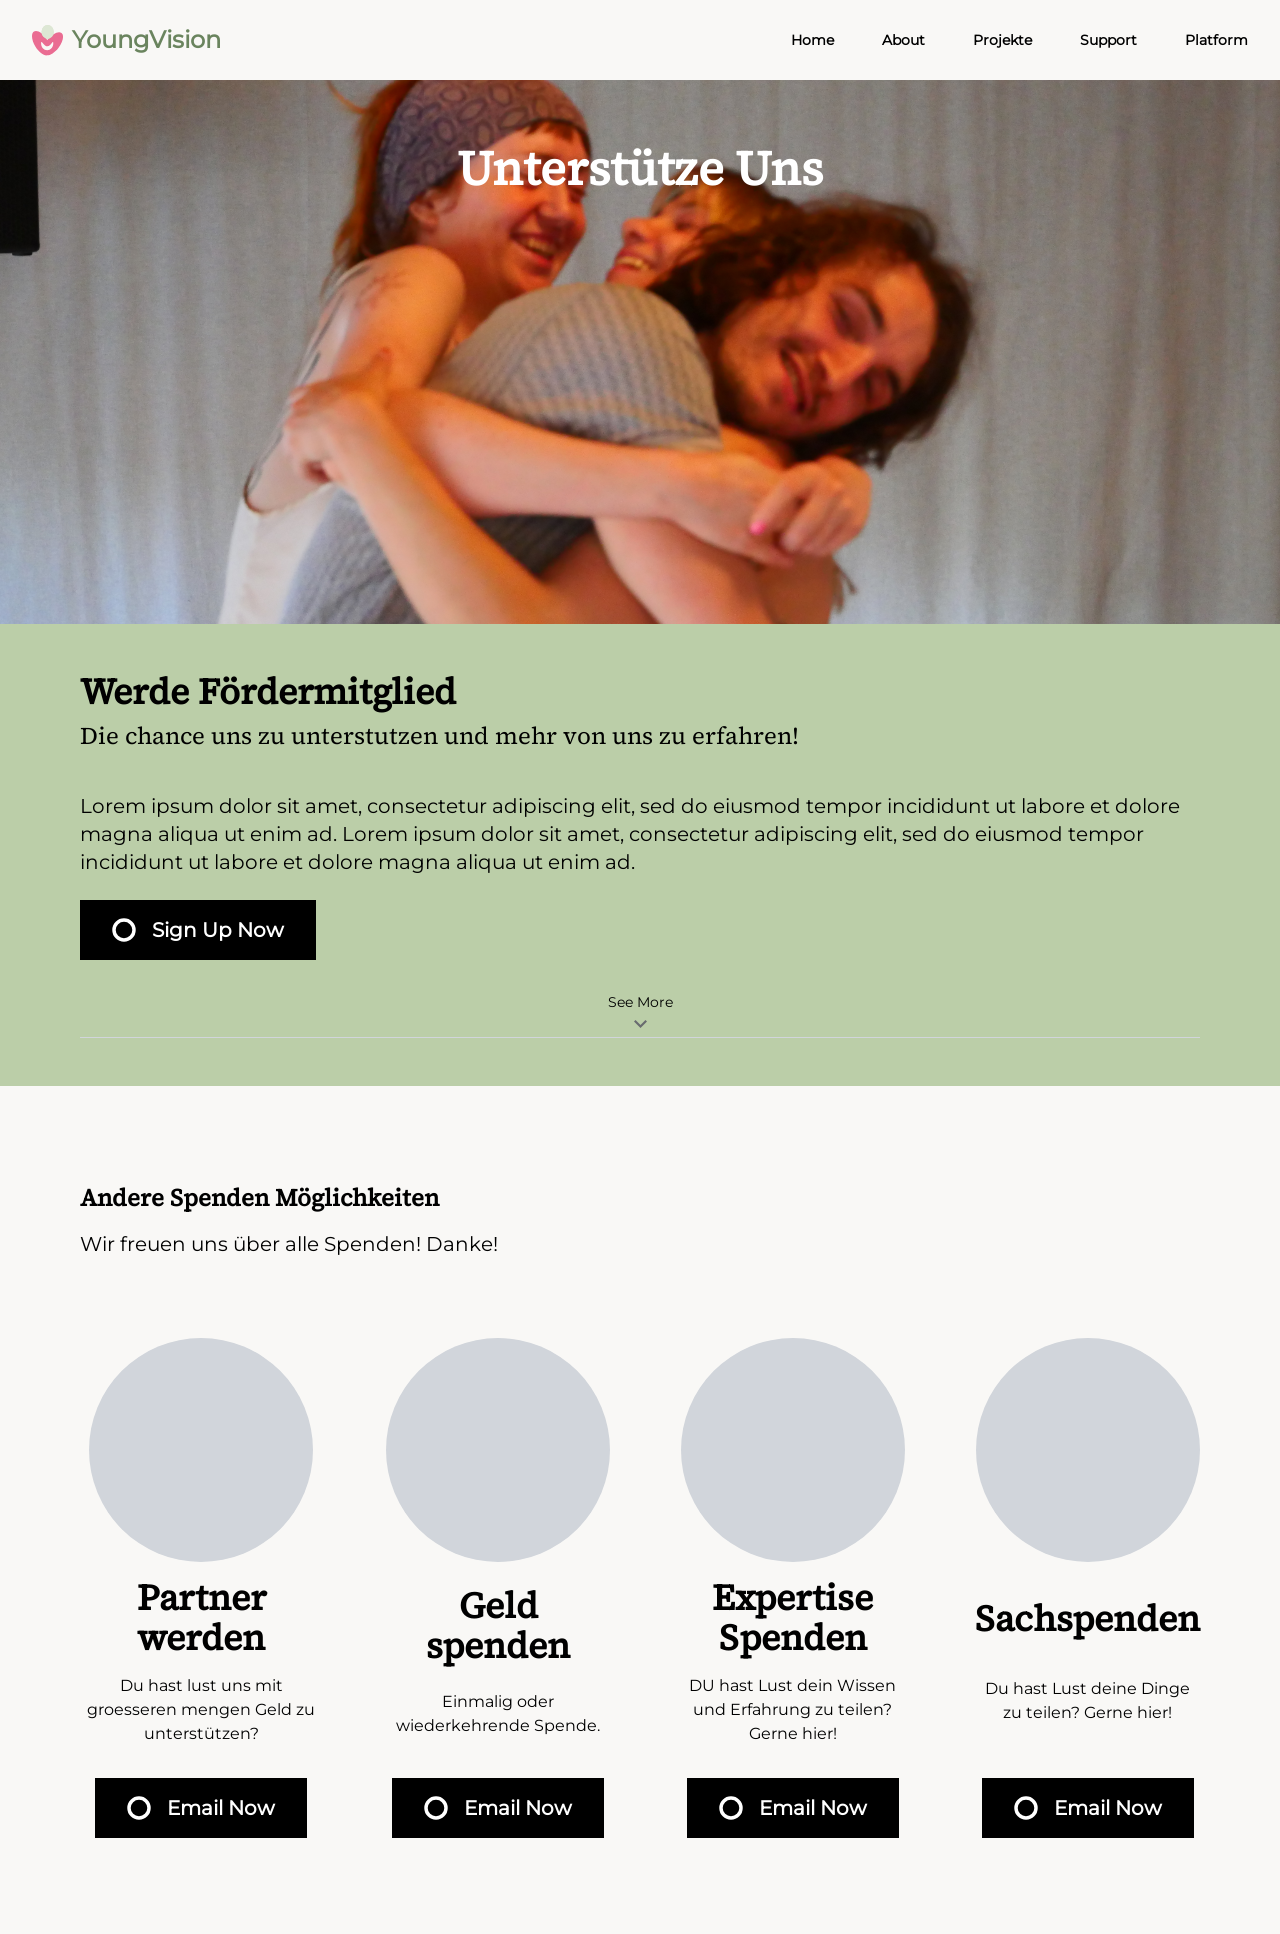 YoungVision
Home About Projekte Support Platform
Unterstütze Uns
Werde Fördermitglied
Die chance uns zu unterstutzen und mehr von uns zu erfahren!
Lorem ipsum dolor sit amet, consectetur adipiscing elit, sed do eiusmod tempor incididunt ut labore et dolore
magna aliqua ut enim ad. Lorem ipsum dolor sit amet, consectetur adipiscing elit, sed do eiusmod tempor
incididunt ut labore et dolore magna aliqua ut enim ad.
Sign Up Now
See More
Andere Spenden Möglichkeiten
Wir freuen uns über alle Spenden! Danke!
Partner
werden
Du hast lust uns mit
groesseren mengen Geld zu
unterstützen?
Email Now
Geld
spenden
Einmalig oder
wiederkehrende Spende.
Email Now
Expertise
Spenden
DU hast Lust dein Wissen
und Erfahrung zu teilen?
Gerne hier!
Email Now
Sachspenden
Du hast Lust deine Dinge
zu teilen? Gerne hier!
Email Now